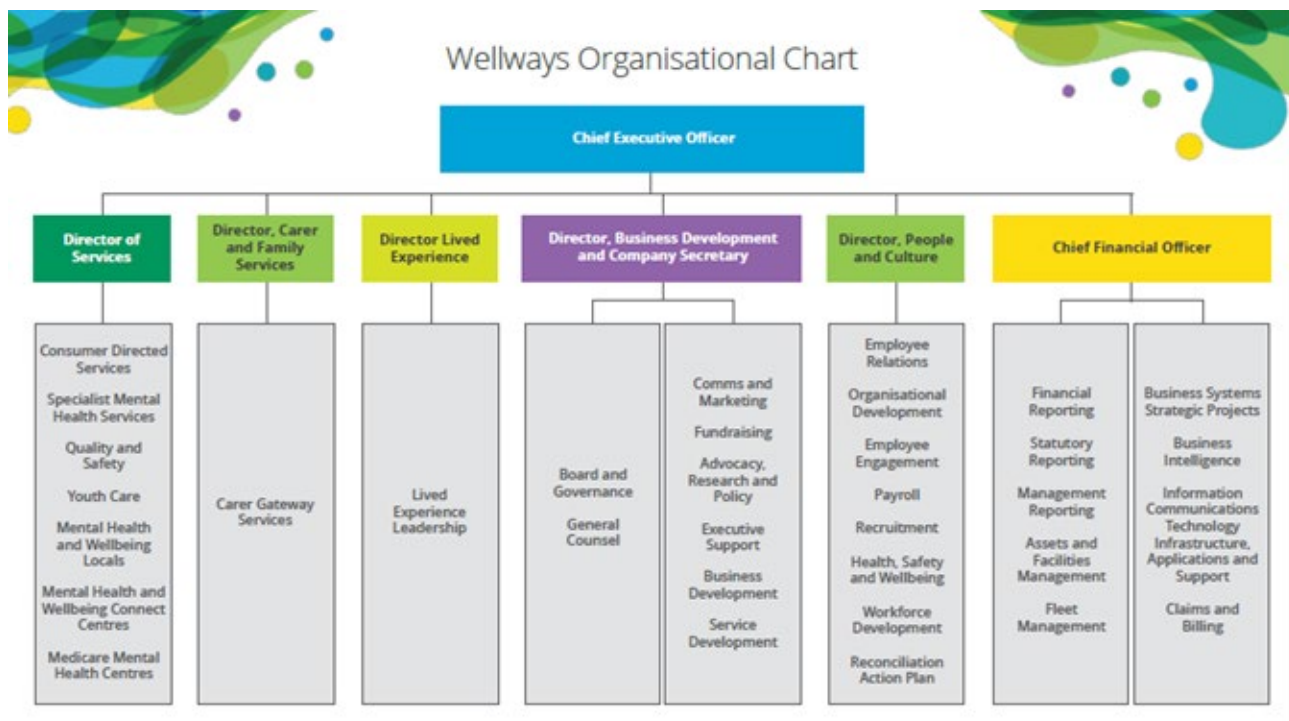 Wellways Organisational Chart
Chief Executive Officer
Director of
Services
Director, Carer
and Family
Services
Director Lived
Experience
Director, Business Development
and Company Secretary
Director, People
and Culture
Chief Financial Officer
Consumer Directed
Services
Specialist Mental
Health Services
Quality and
Safety
Youth Care
Mental Health
and Wellbeing
Locals
Mental Health and
Wellbeing Connect
Centres
Medicare Mental
Health Centres
Carer Gateway
Services
Lived
Experience
Leadership
Board and
Governance
General
Counsel
Comms and
Marketing
Fundraising
Advocacy,
Research and
Policy
Executive
Support
Business
Development
Service
Development
Employee
Relations
Organisational
Development
Employee
Engagement
Payroll
Recruitment
Health, Safety
and Wellbeing
Workforce
Development
Reconciliation
Action Plan
Financial
Reporting
Statutory
Reporting
Management
Reporting
Assets and
Facilities
Management
Fleet
Management
Business Systems
Strategic Projects
Business
Intelligence
Information
Communications
Technology
Infrastructure,
Applications and
Support
Claims and
Billing